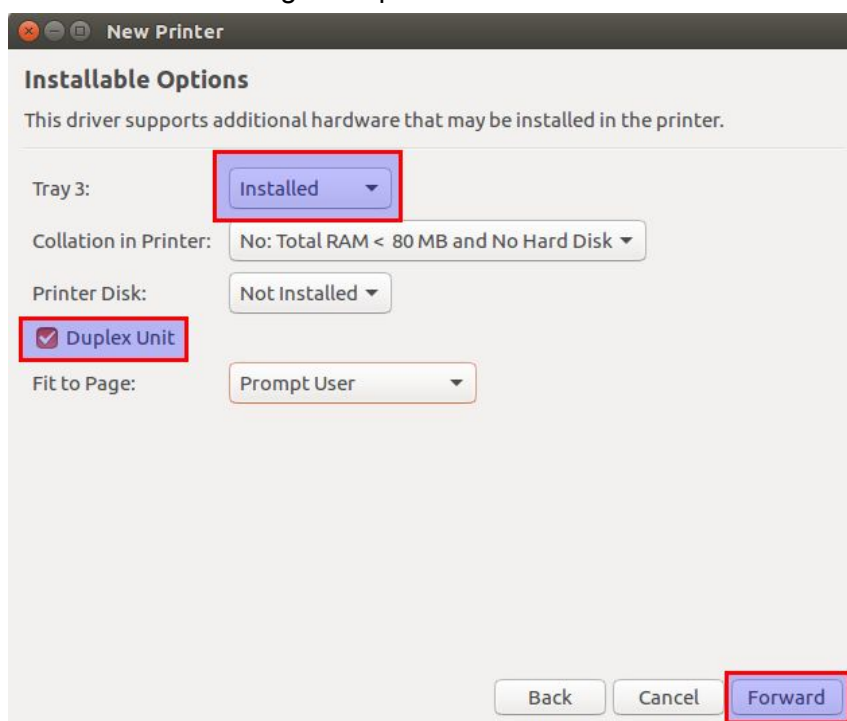 New Printer
Installable Options
This driver supports additional hardware that may be installed in the printer.
Tray 3: Installed
Collation in Printer: No: Total RAM < 80 MB and No Hard Disk
Printer Disk: Not Installed
Duplex Unit
Fit to Page: Prompt User
Back Cancel Forward